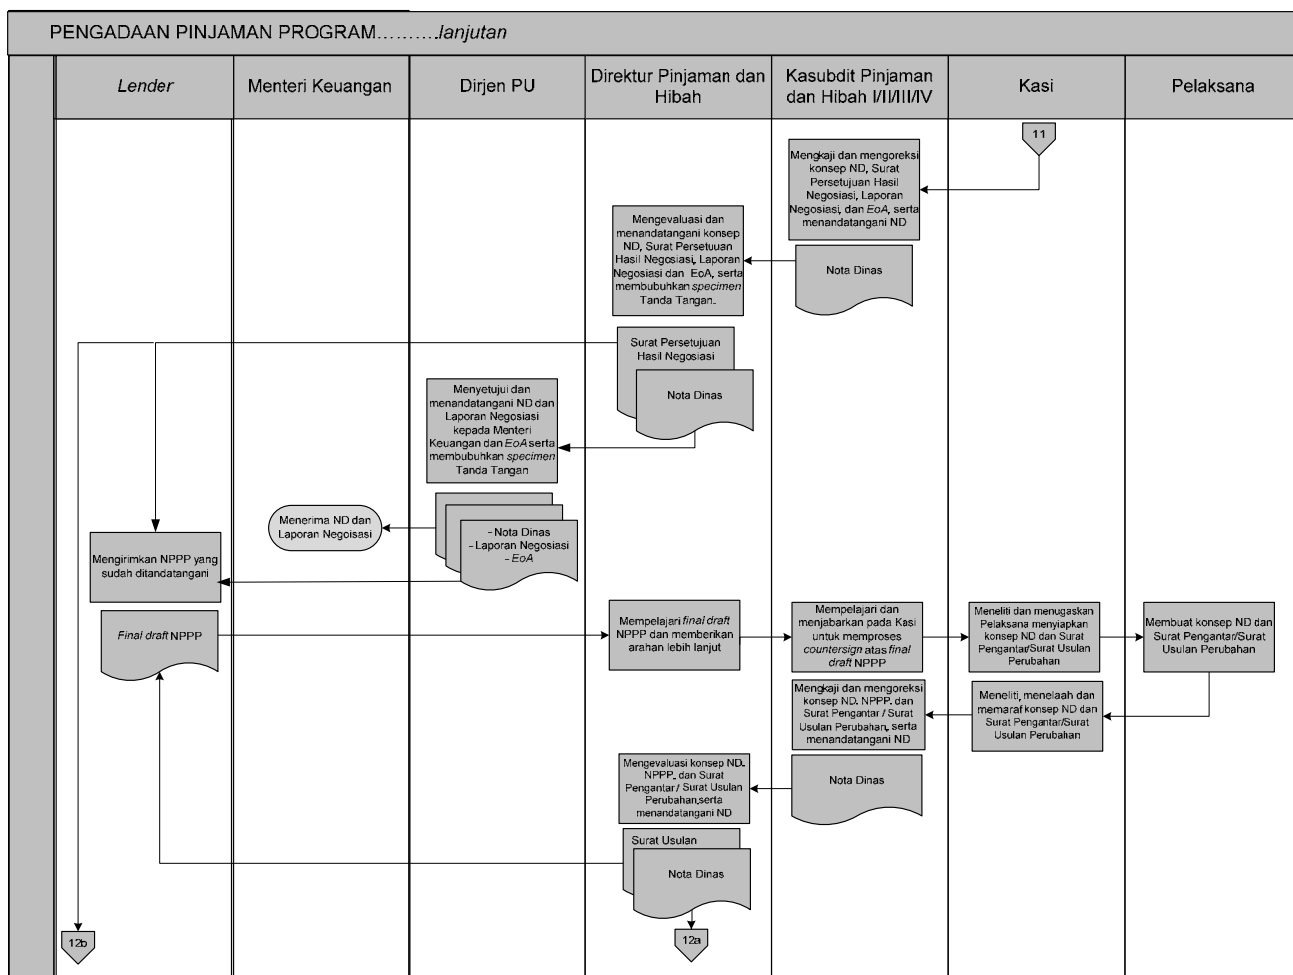 PENGADAAN PINJAMAN PROGRAM..........lanjutan
Lender
Menteri Keuangan
Dirjen PU
Direktur Pinjaman dan
Hibah
Kasubdit Pinjaman
dan Hibah I/II/III/IV
Kasi
Pelaksana
11
Mengkaji dan mengoreksi
konsep ND, Surat
Persetujuan Hasil
Negosiasi, Laporan
Negosiasi, dan EoA, serta
menandatangani ND
Nota Dinas
Mengevaluasi dan
menandatangani konsep
ND, Surat Persetuuan
Hasil Negosiasi, Laporan
Negosiasi dan EoA, serta
membubuhkan specimen
Tanda Tangan.
Surat Persetujuan
Hasil Negosiasi
Nota Dinas
Menyetujui dan
menandatangani ND dan
Laporan Negosiasi
kepada Menteri
Keuangan dan EoA serta
membubuhkan specimen
Tanda Tangan
- Nota Dinas
- Laporan Negosiasi
- EoA
Menerima ND dan
Laporan Negoisasi
Mengirimkan NPPP yang
sudah ditandatangani
Final draft NPPP
Mempelajari final draft
NPPP dan memberikan
arahan lebih lanjut
Mempelajari dan
menjabarkan pada Kasi
untuk memproses
countersign atas final
draft NPPP
Meneliti dan menugaskan
Pelaksana menyiapkan
konsep ND dan Surat
Pengantar/Surat Usulan
Perubahan
Membuat konsep ND dan
Surat Pengantar/Surat
Usulan Perubahan
Meneliti, menelaah dan
memaraf konsep ND dan
Surat Pengantar/Surat
Usulan Perubahan
Mengkaji dan mengoreksi
konsep ND, NPPP, dan
Surat Pengantar / Surat
Usulan Perubahan, serta
menandatangani ND
Nota Dinas
Mengevaluasi konsep ND,
NPPP, dan Surat
Pengantar / Surat Usulan
Perubahan,serta
menandatangani ND
Surat Usulan
Nota Dinas
12b
12a